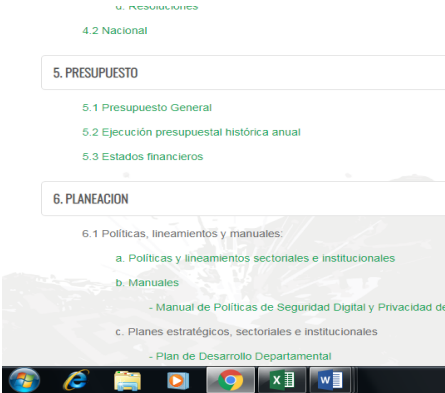 d. Resoluciones
4.2 Nacional
5. PRESUPUESTO
5.1 Presupuesto General
5.2 Ejecución presupuestal histórica anual
5.3 Estados financieros
6. PLANEACION
6.1 Políticas, lineamientos y manuales:
a. Políticas y lineamientos sectoriales e institucionales
b. Manuales
- Manual de Políticas de Seguridad Digital y Privacidad de
c. Planes estratégicos, sectoriales e institucionales
- Plan de Desarrollo Departamental